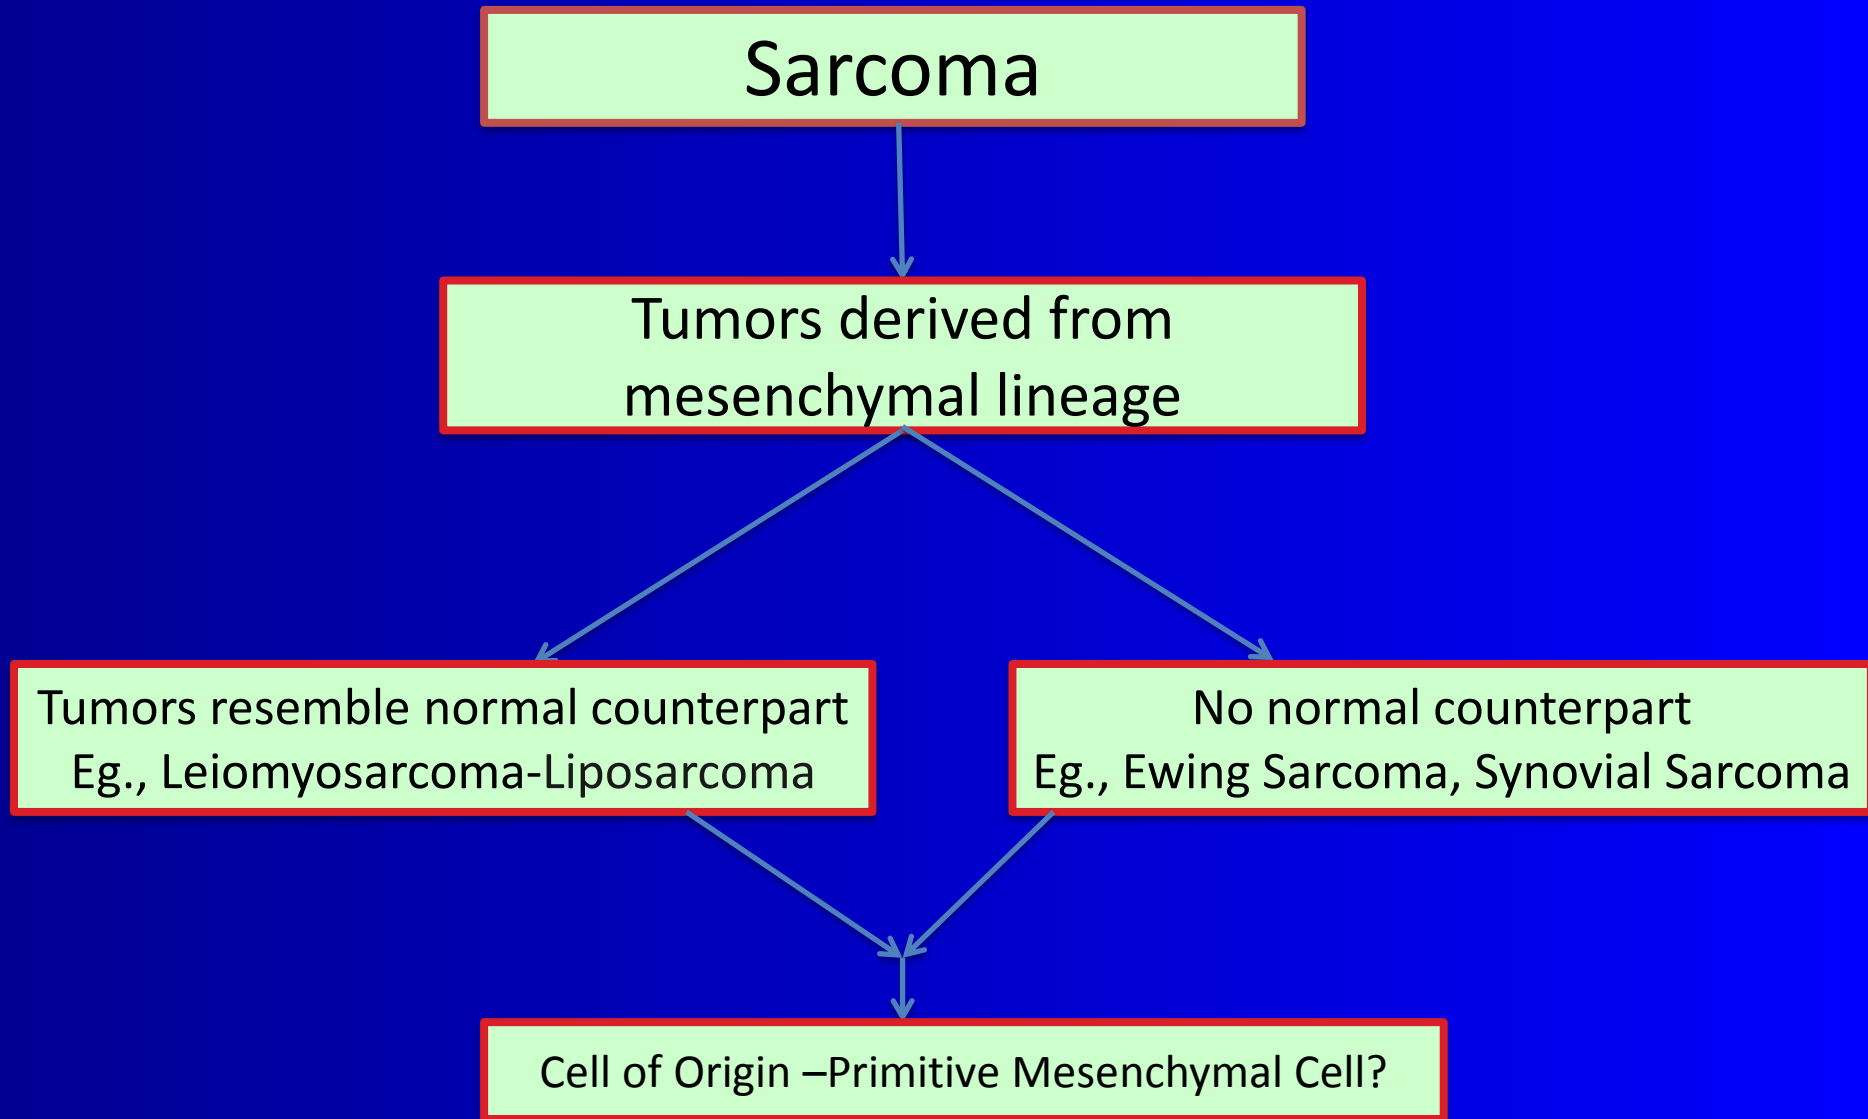 Sarcoma
Tumors derived from
mesenchymal lineage
Tumors resemble normal counterpart
Eg., Leiomyosarcoma-Liposarcoma
No normal counterpart
Eg., Ewing Sarcoma, Synovial Sarcoma
Cell of Origin –Primitive Mesenchymal Cell?